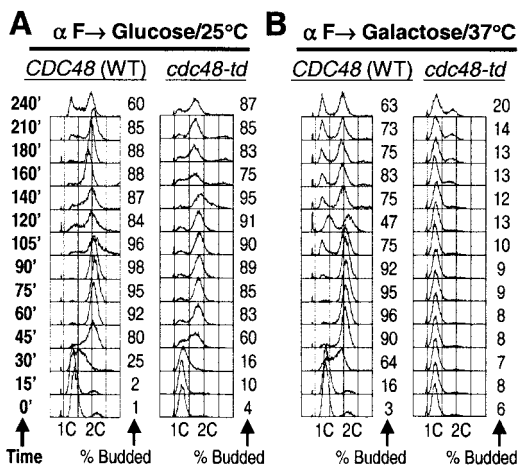 A
α F→ Glucose/25°C
CDC48 (WT) cdc48-td
240' 60 87
210' 85 85
180' 88 83
160' 88 75
140' 87 95
120' 84 91
105' 96 90
90' 98 89
75' 95 85
60' 92 83
45' 80 60
30' 25 16
15' 2 10
0' 1 4
1C 2C 1C 2C
Time % Budded % Budded
B
α F→ Galactose/37°C
CDC48 (WT) cdc48-td
63 20
73 14
75 13
83 13
75 12
47 13
75 10
92 9
95 9
96 8
90 8
64 7
16 8
3 6
1C 2C 1C 2C
% Budded % Budded